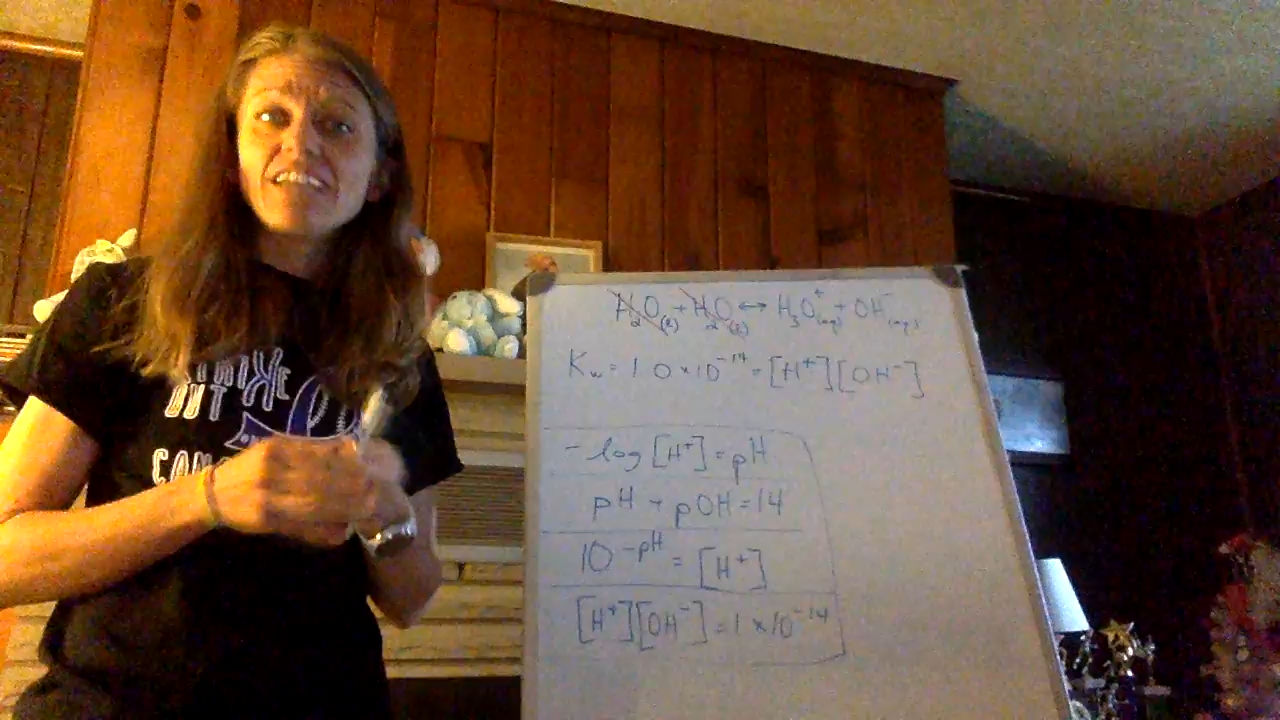 H₂O(ℓ) + H₂O(ℓ) ↔ H₃O⁺(aq) + OH⁻(aq)
Kw = 1.0 × 10⁻¹⁴ = [H⁺][OH⁻]
-log [H⁺] = pH
pH + pOH = 14
10⁻ᵖᴴ = [H⁺]
[H⁺][OH⁻] = 1 × 10⁻¹⁴
OUT